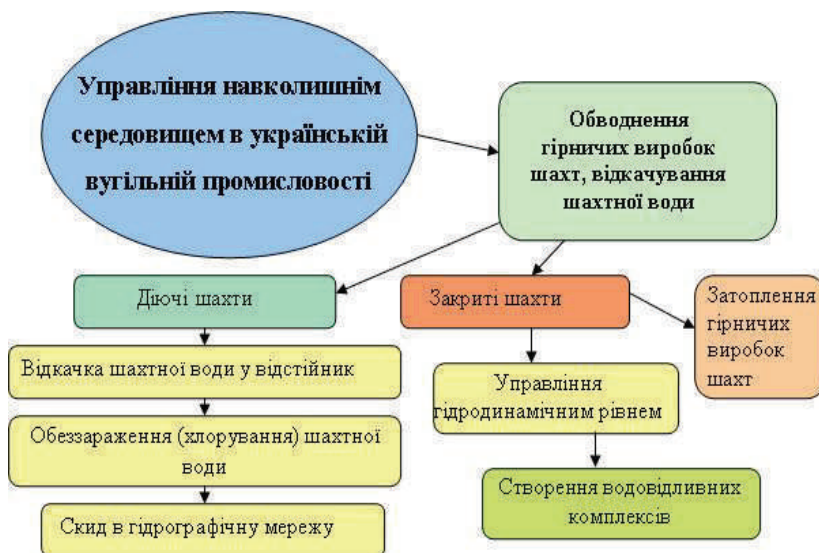 Управління навколишнім
середовищем в українській
вугільній промисловості
Обводнення
гірничих виробок
шахт, відкачування
шахтної води
Діючі шахти
Закриті шахти
Затоплення
гірничих
виробок
шахт
Відкачка шахтної води у відстійник
Управління
гідродинамічним рівнем
Обеззараження (хлорування) шахтної
води
Створення водовідливних
комплексів
Скид в гідрографічну мережу